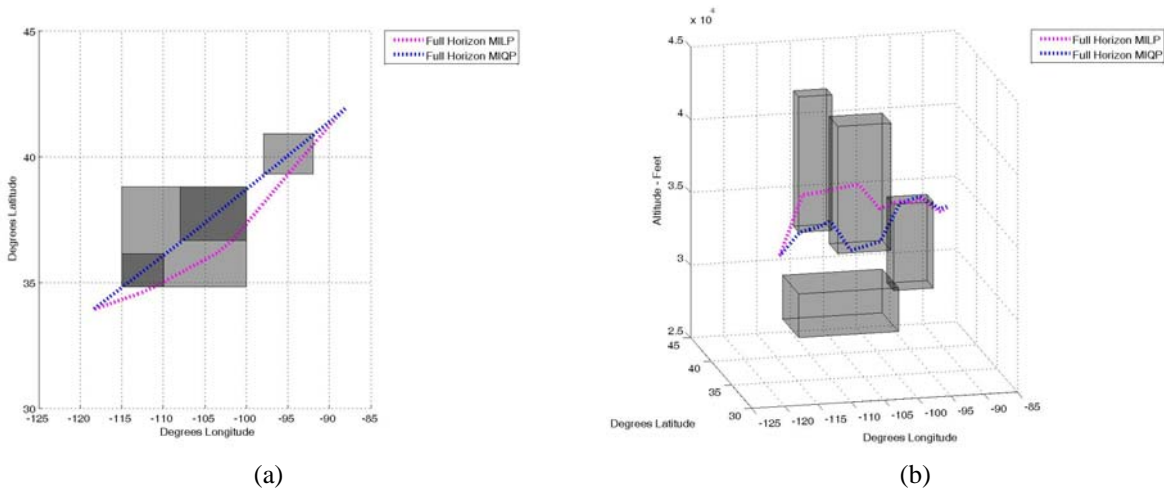 45
40
35
30
-125 -120 -115 -110 -105 -100 -95 -90 -85
Degrees Longitude
Degrees Latitude
Full Horizon MILP
Full Horizon MIQP
(a)
x 10⁴
4.5
4
3.5
3
2.5
Altitude - Feet
45
40
35
30
Degrees Latitude
-125 -120 -115 -110 -105 -100 -95 -90 -85
Degrees Longitude
Full Horizon MILP
Full Horizon MIQP
(b)